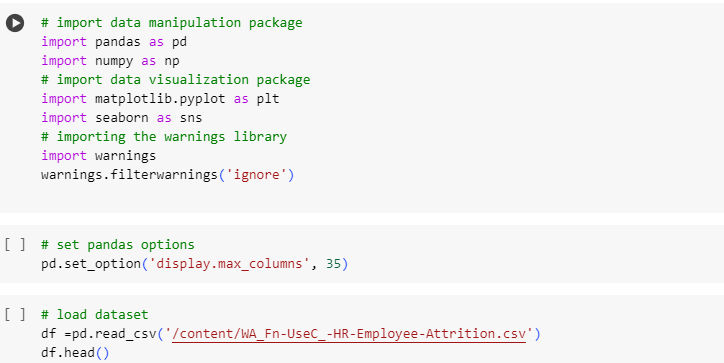 # import data manipulation package
import pandas as pd
import numpy as np
# import data visualization package
import matplotlib.pyplot as plt
import seaborn as sns
# importing the warnings library
import warnings
warnings.filterwarnings('ignore')
[ ] # set pandas options
pd.set_option('display.max_columns', 35)
[ ] # load dataset
df =pd.read_csv('/content/WA_Fn-UseC_-HR-Employee-Attrition.csv')
df.head()